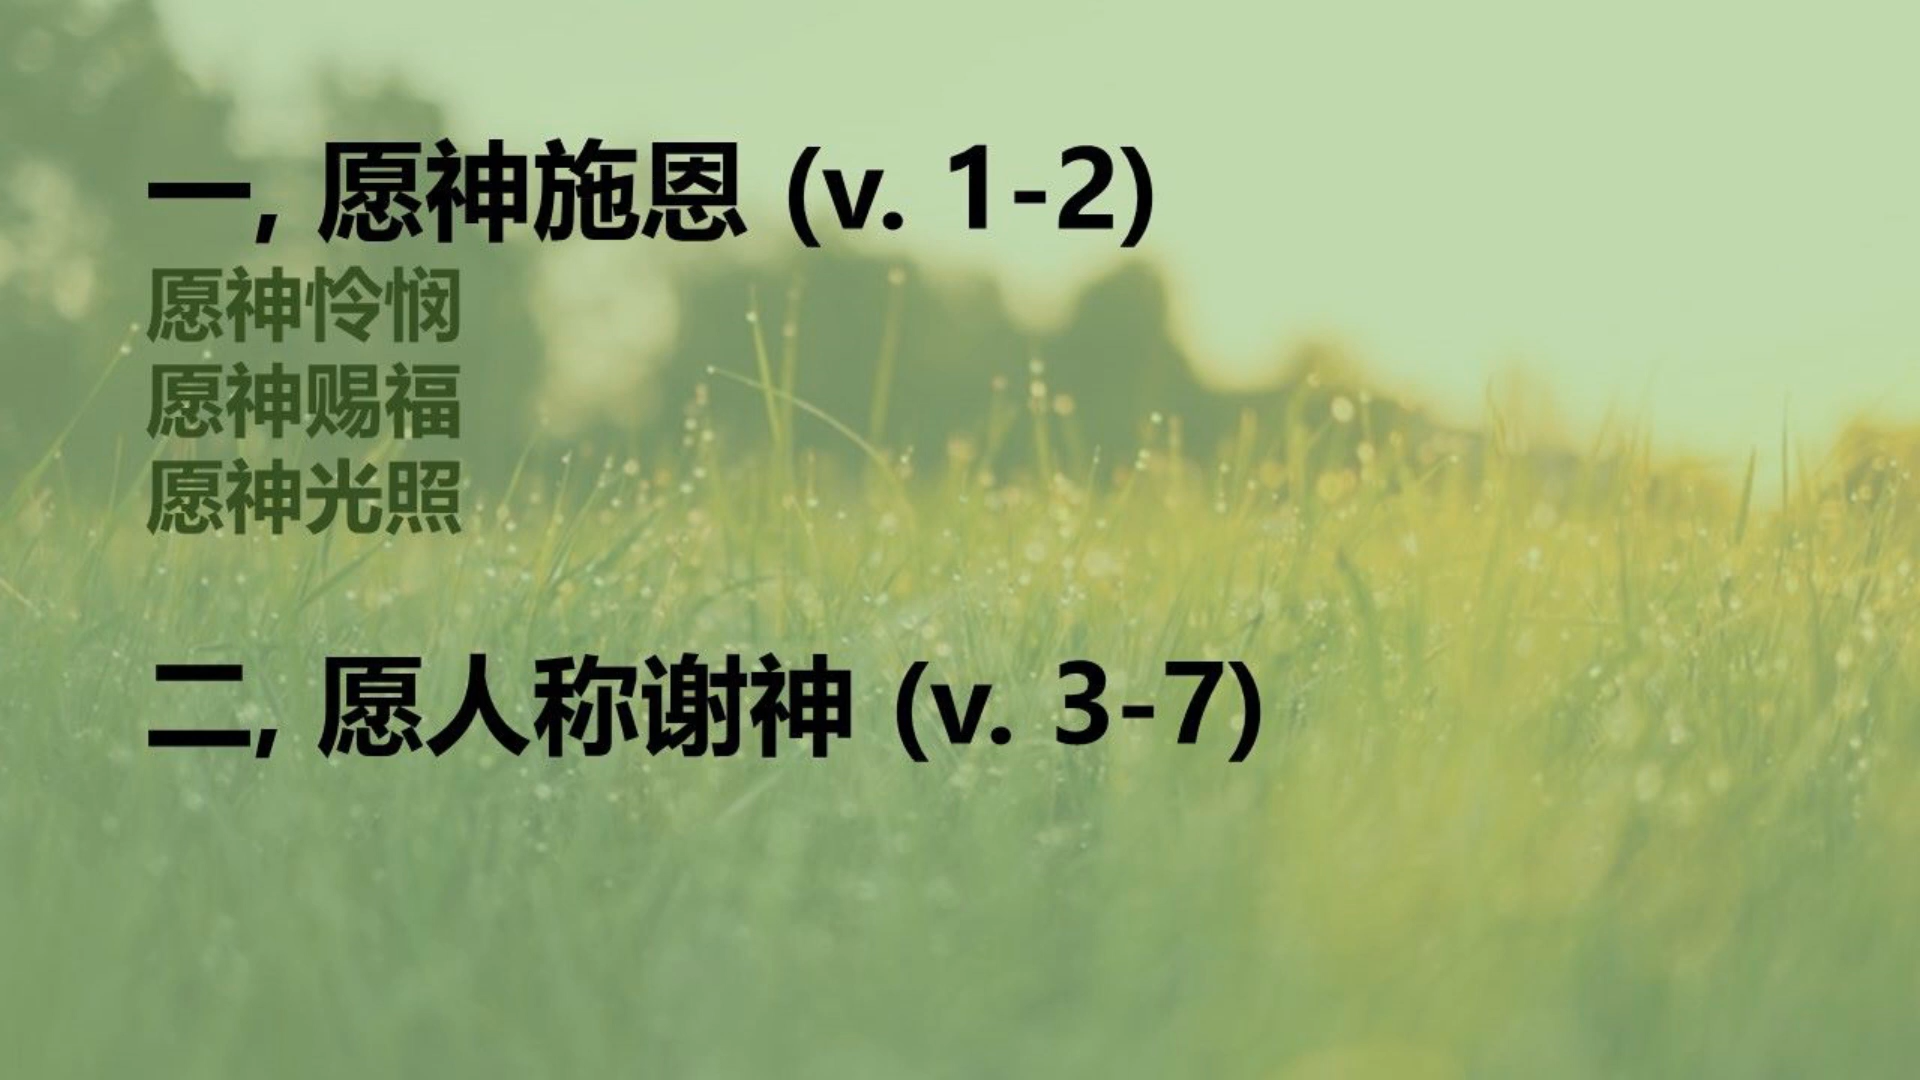 一, 愿神施恩 (v. 1-2)
愿神怜悯
愿神赐福
愿神光照
二, 愿人称谢神 (v. 3-7)